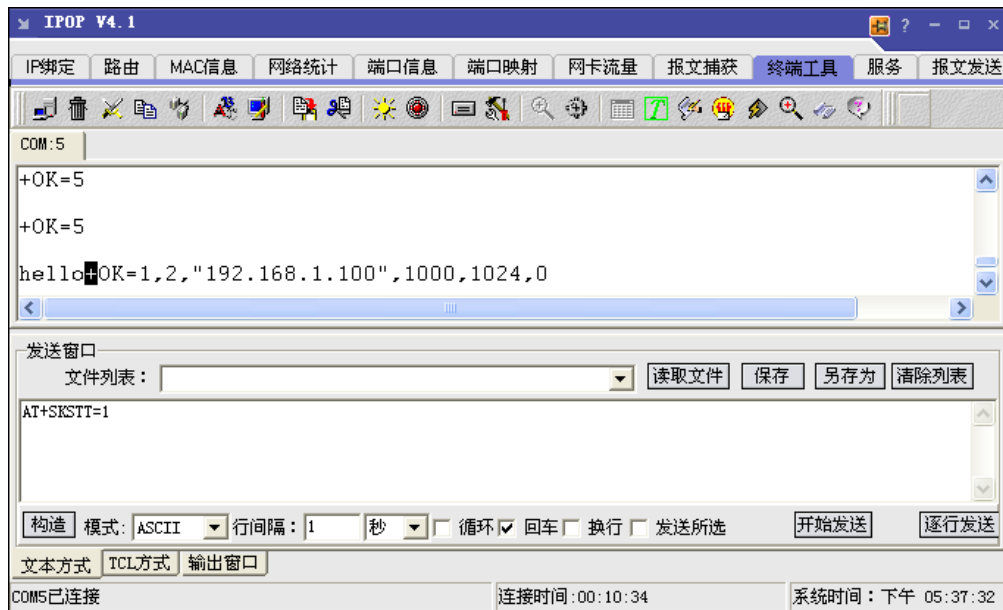 IPOP V4.1
IP绑定 路由 MAC信息 网络统计 端口信息 端口映射 网卡流量 报文捕获 终端工具 服务 报文发送
COM:5
+OK=5
+OK=5
hello+OK=1,2,"192.168.1.100",1000,1024,0
发送窗口
文件列表： 读取文件 保存 另存为 清除列表
AT+SKSTT=1
构造 模式: ASCII 行间隔：1 秒 循环 回车 换行 发送所选 开始发送 逐行发送
文本方式 TCL方式 输出窗口
COM5已连接 连接时间:00:10:34 系统时间：下午 05:37:32